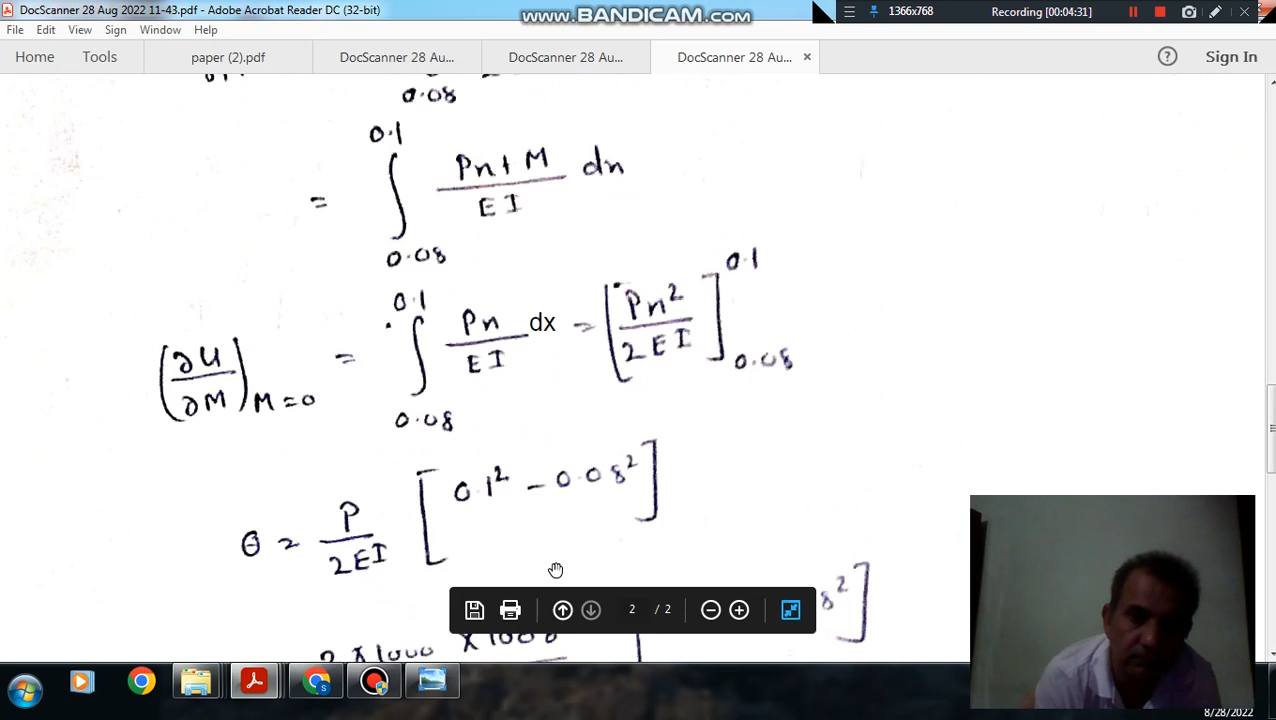 DocScanner 28 Aug 2022 11-43.pdf - Adobe Acrobat Reader DC (32-bit)
www.BANDICAM.com
1366x768
Recording [00:04:31]
File Edit View Sign Window Help
Home Tools paper (2).pdf DocScanner 28 Au... DocScanner 28 Au... DocScanner 28 Au... × ? Sign In
0.08
= ∫_{0.08}^{0.1} (Pn + M)/(EI) dn
(∂U/∂M)_{M=0} = ∫_{0.08}^{0.1} Pn/(EI) dx = [Pn²/(2EI)]_{0.08}^{0.1}
θ = P/(2EI) [0.1² - 0.08²]
8²]
2 / 2
×1000 ×1000
8/28/2022